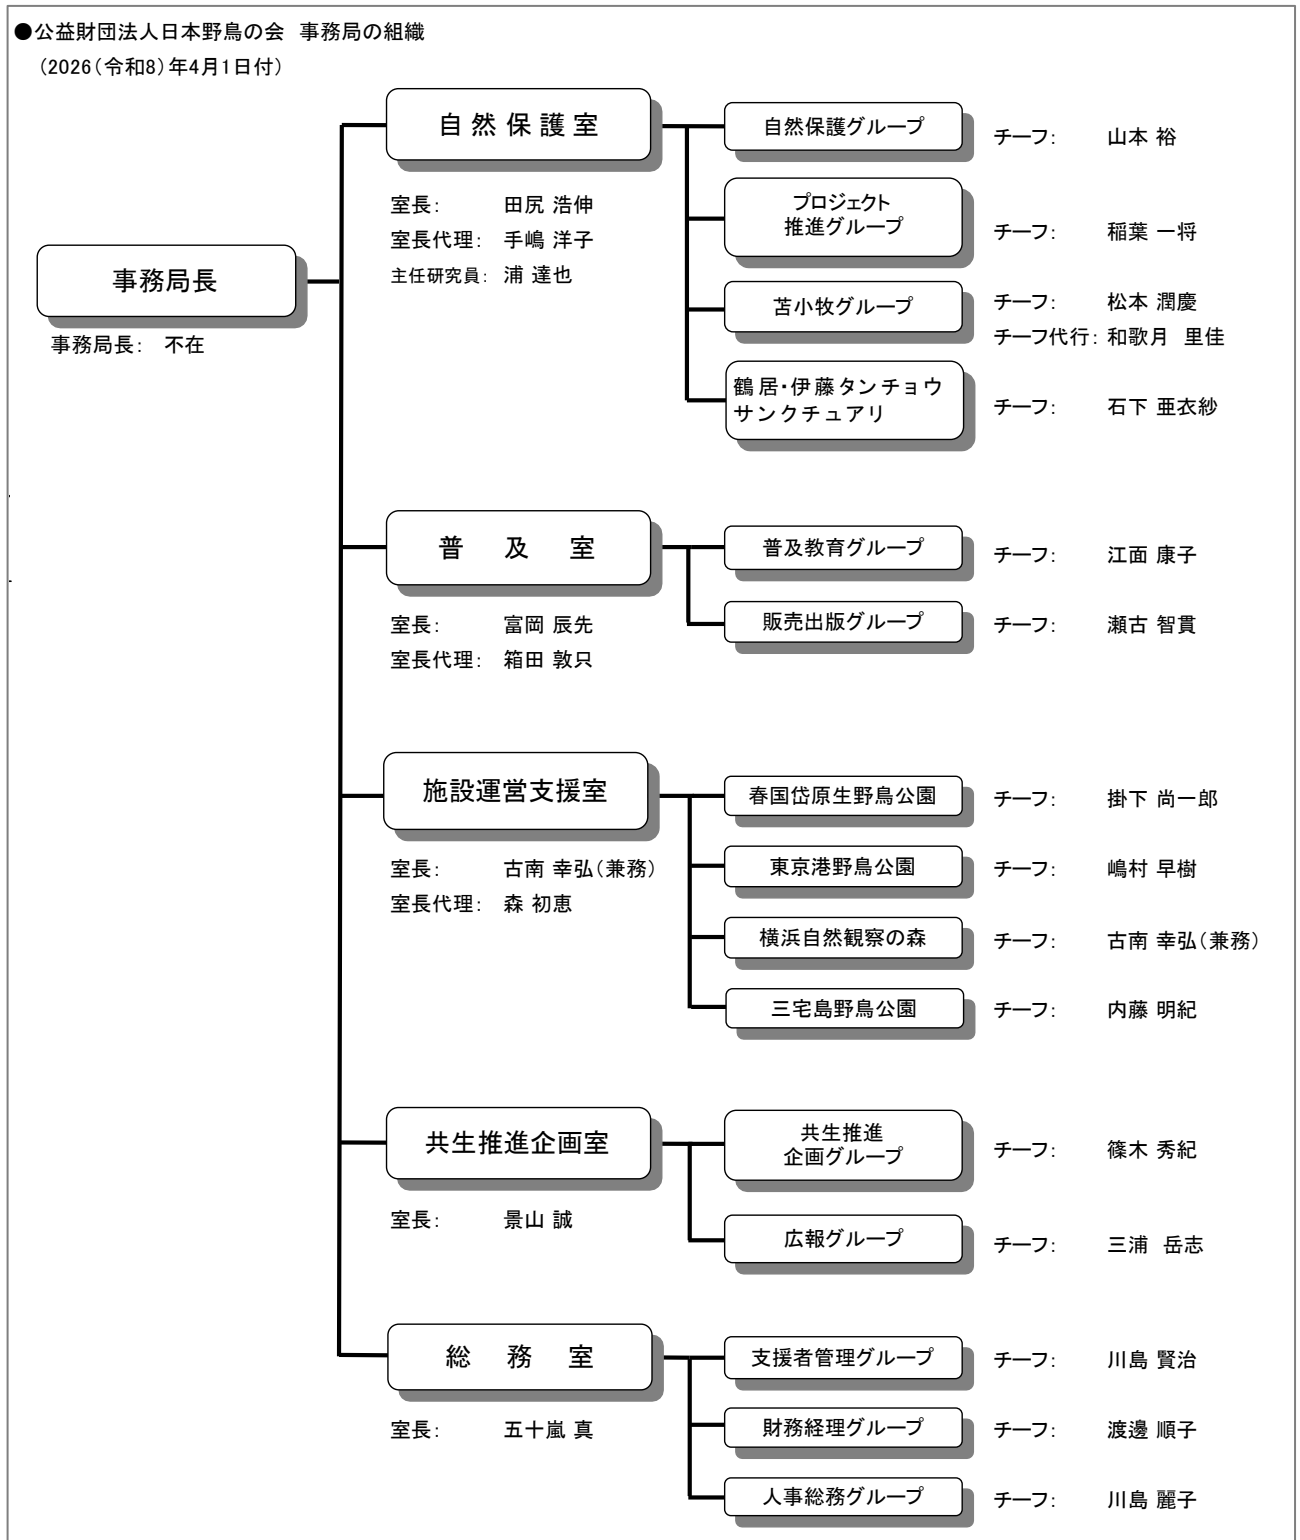 ●公益財団法人日本野鳥の会 事務局の組織
(2026(令和8)年4月1日付)
事務局長
事務局長: 不在
自然保護室
室長: 田尻 浩伸
室長代理: 手嶋 洋子
主任研究員: 浦 達也
自然保護グループ
チーフ: 山本 裕
プロジェクト
推進グループ
チーフ: 稲葉 一将
苫小牧グループ
チーフ: 松本 潤慶
チーフ代行: 和歌月 里佳
鶴居・伊藤タンチョウ
サンクチュアリ
チーフ: 石下 亜衣紗
普及室
室長: 富岡 辰先
室長代理: 箱田 敦只
普及教育グループ
チーフ: 江面 康子
販売出版グループ
チーフ: 瀬古 智貫
施設運営支援室
室長: 古南 幸弘(兼務)
室長代理: 森 初恵
春国岱原生野鳥公園
チーフ: 掛下 尚一郎
東京港野鳥公園
チーフ: 嶋村 早樹
横浜自然観察の森
チーフ: 古南 幸弘(兼務)
三宅島野鳥公園
チーフ: 内藤 明紀
共生推進企画室
室長: 景山 誠
共生推進
企画グループ
チーフ: 篠木 秀紀
広報グループ
チーフ: 三浦 岳志
総務室
室長: 五十嵐 真
支援者管理グループ
チーフ: 川島 賢治
財務経理グループ
チーフ: 渡邊 順子
人事総務グループ
チーフ: 川島 麗子